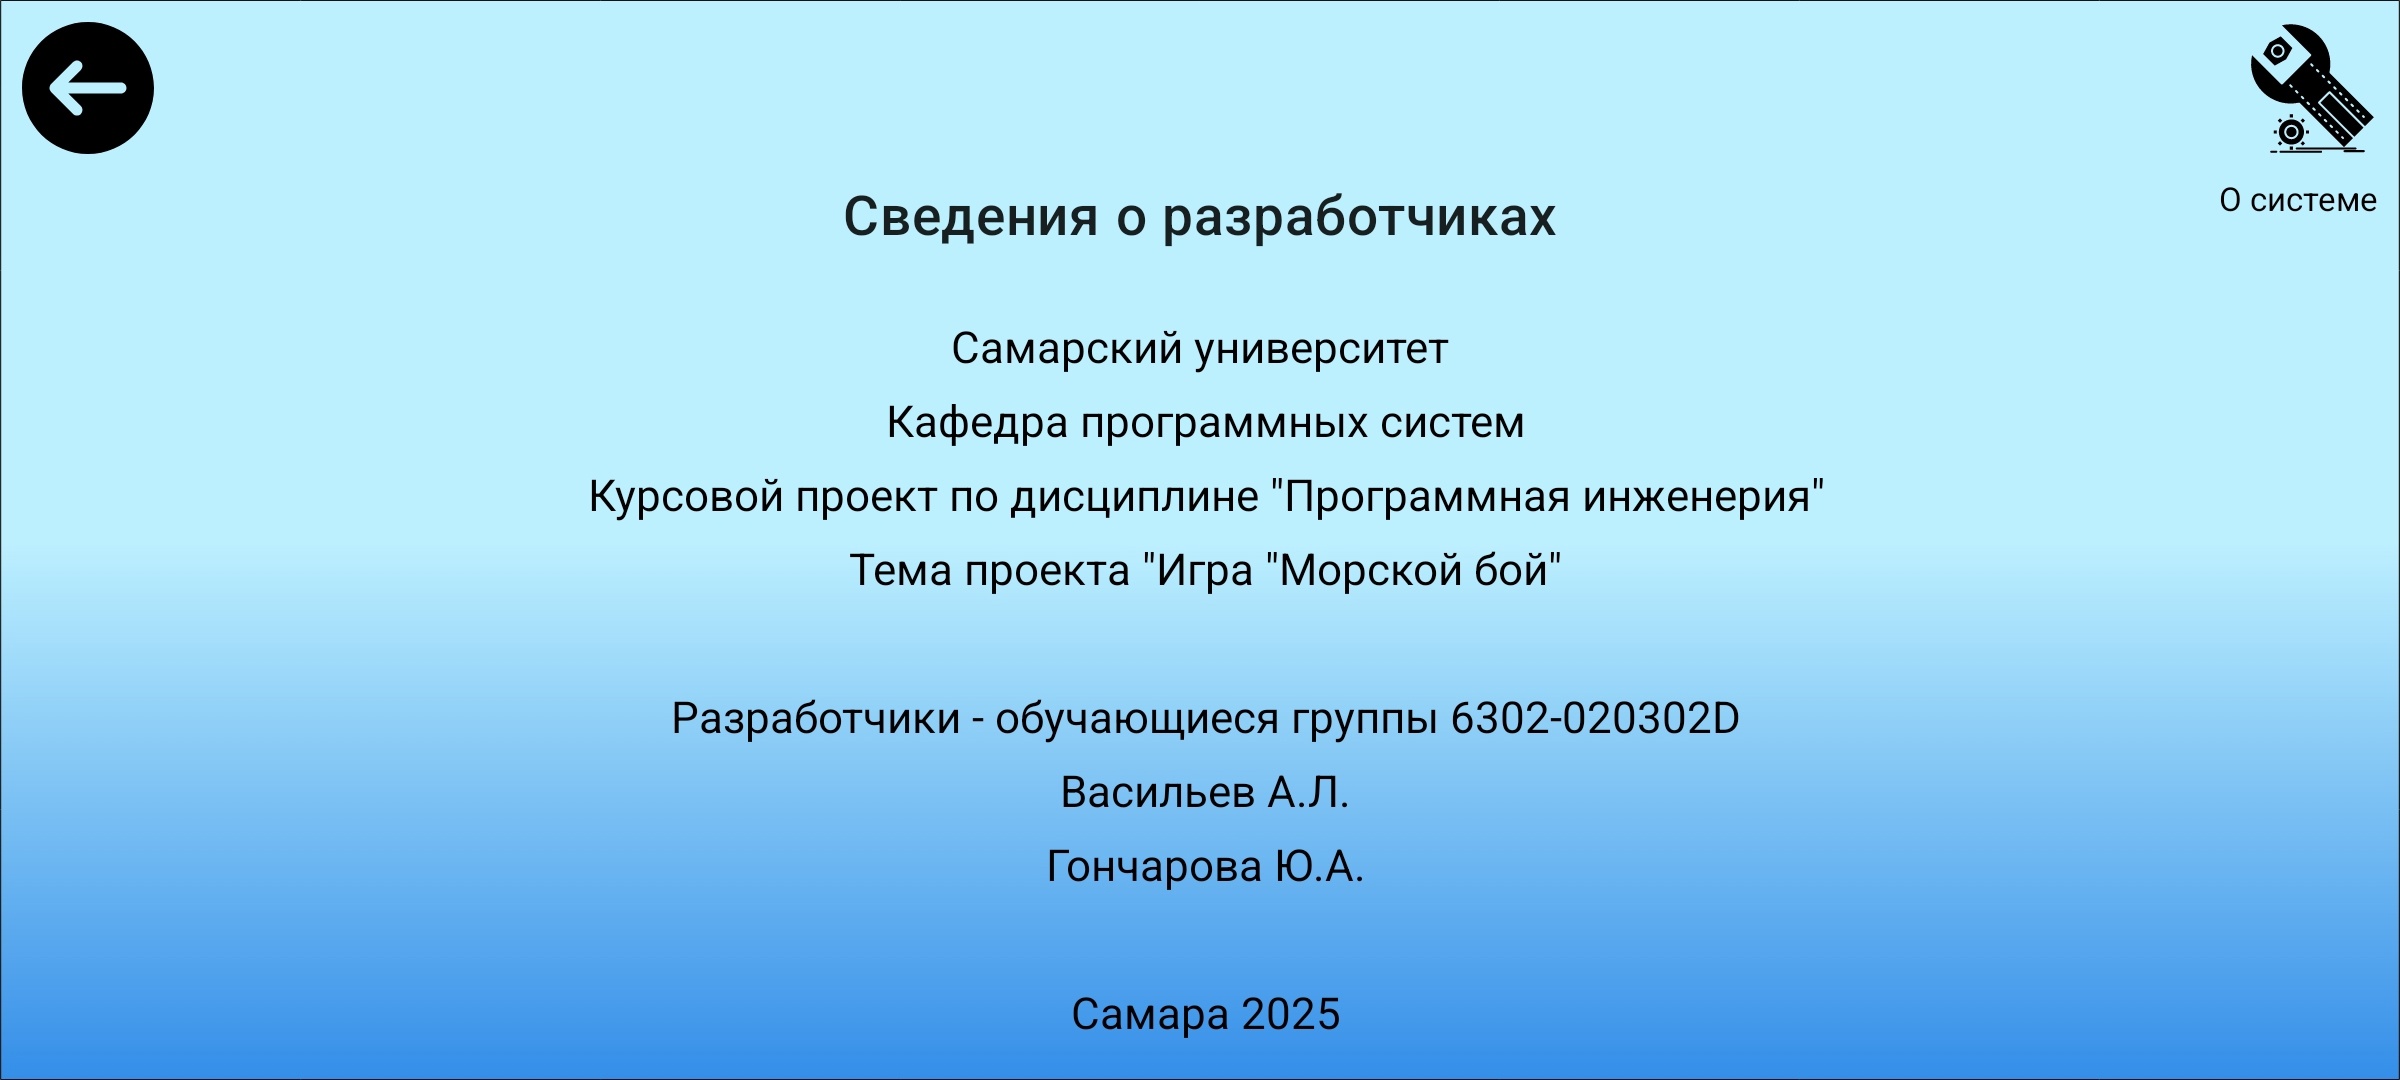 О системе
Сведения о разработчиках
Самарский университет
Кафедра программных систем
Курсовой проект по дисциплине "Программная инженерия"
Тема проекта "Игра "Морской бой"
Разработчики - обучающиеся группы 6302-020302D
Васильев А.Л.
Гончарова Ю.А.
Самара 2025